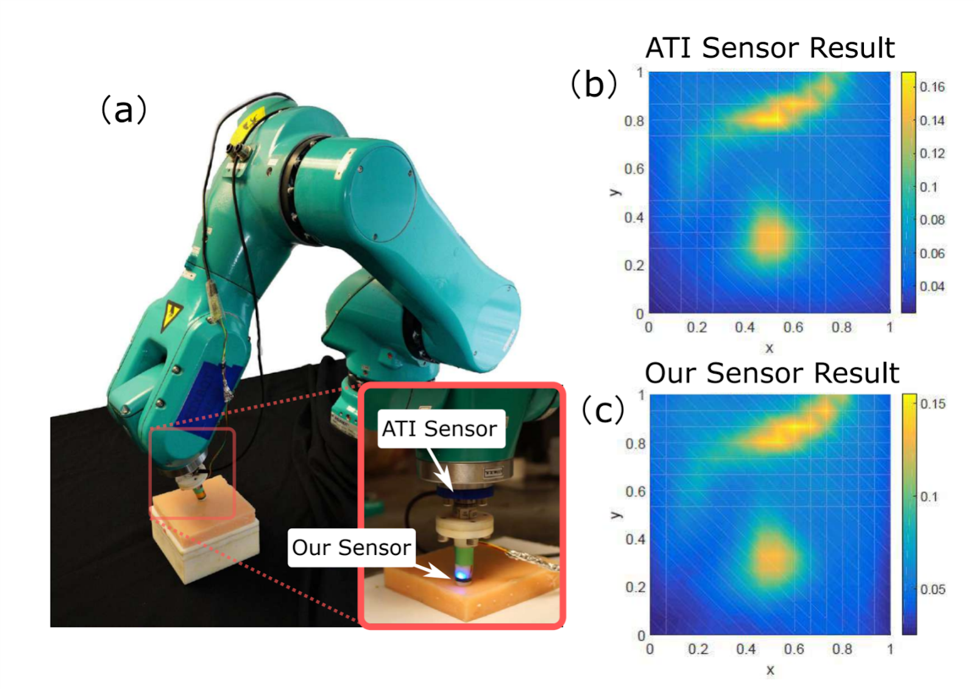 (a)
ATI Sensor
Our Sensor
ATI Sensor Result
(b)
1
0.8
0.6
0.4
0.2
0
y
0 0.2 0.4 0.6 0.8 1
x
0.16
0.14
0.12
0.1
0.08
0.06
0.04
Our Sensor Result
(c)
1
0.8
0.6
0.4
0.2
0
y
0 0.2 0.4 0.6 0.8 1
x
0.15
0.1
0.05